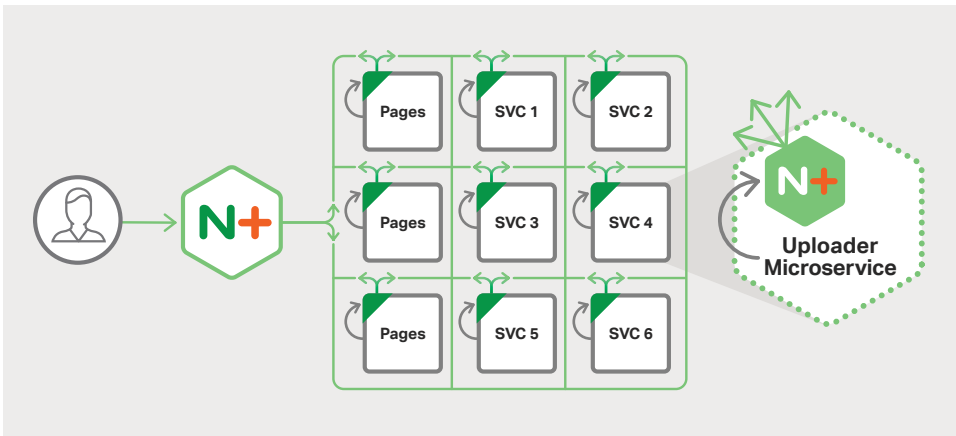 N+
Pages
SVC 1
SVC 2
Pages
SVC 3
SVC 4
Pages
SVC 5
SVC 6
N+
Uploader
Microservice